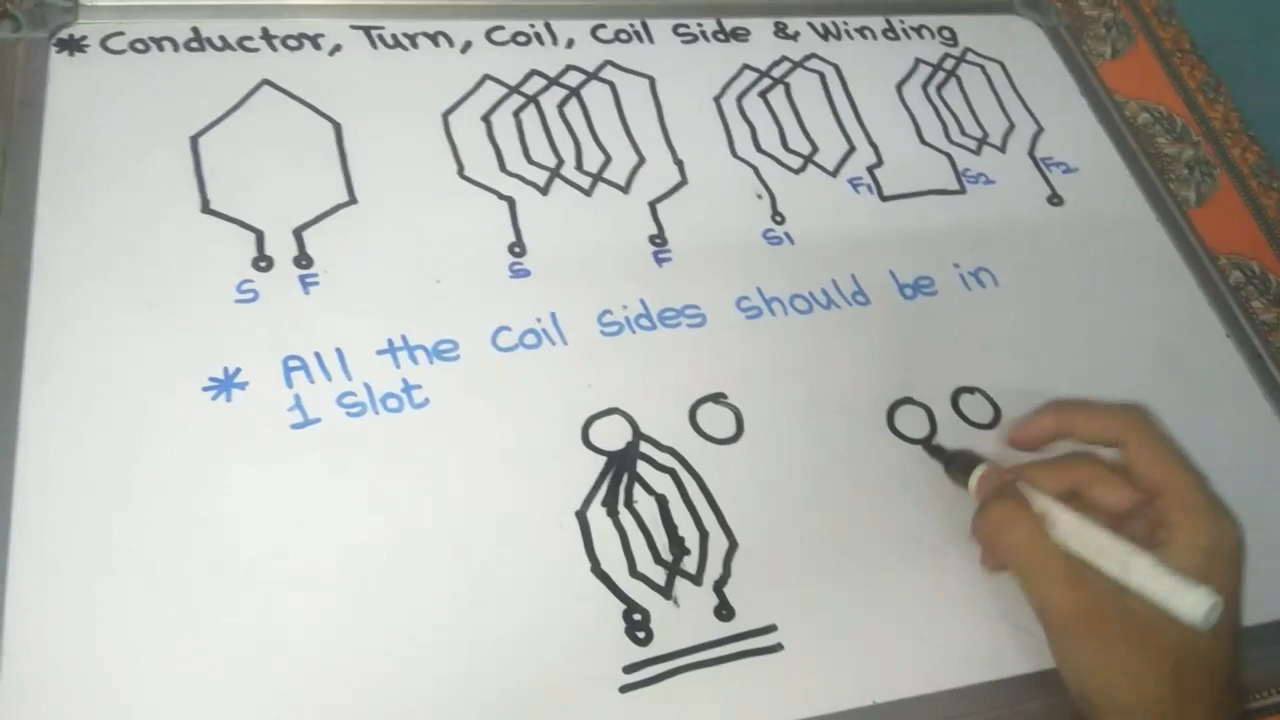 * Conductor, Turn, Coil, Coil Side & Winding
S F
S F
S1 F1 S2 F2
* All the coil sides should be in
1 slot